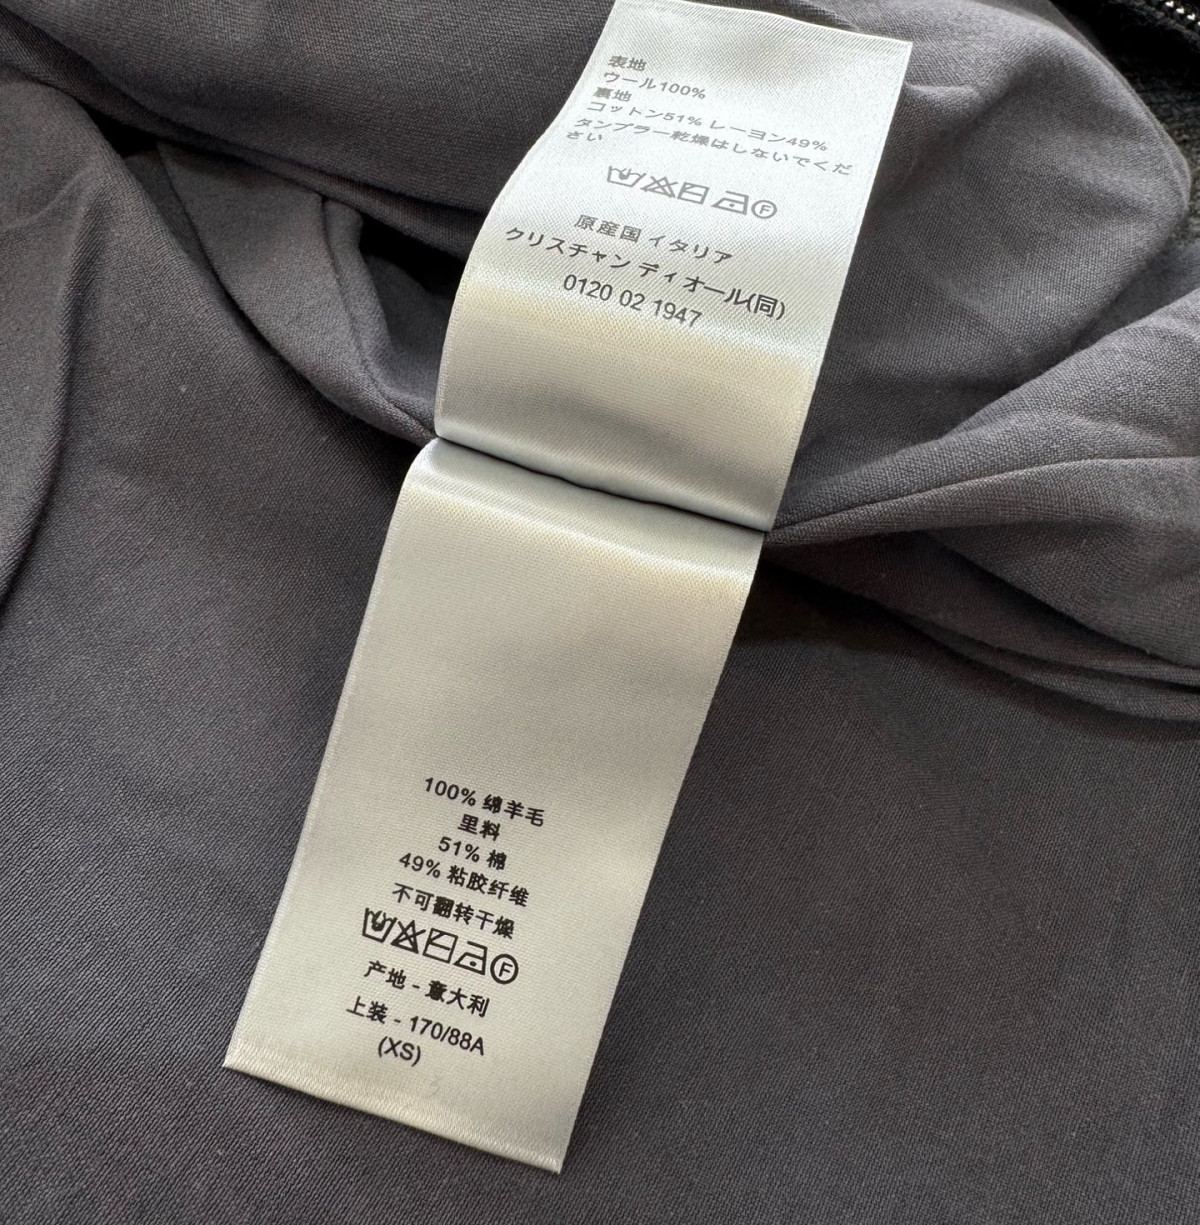 表地
ウール100%
裏地
コットン51% レーヨン49%
タンブラー乾燥はしないでくだ
さい
F
原産国 イタリア
クリスチャン ディオール(同)
0120 02 1947
100% 绵羊毛
里料
51% 棉
49% 粘胶纤维
不可翻转干燥
F
产地 - 意大利
上装 - 170/88A
(XS)